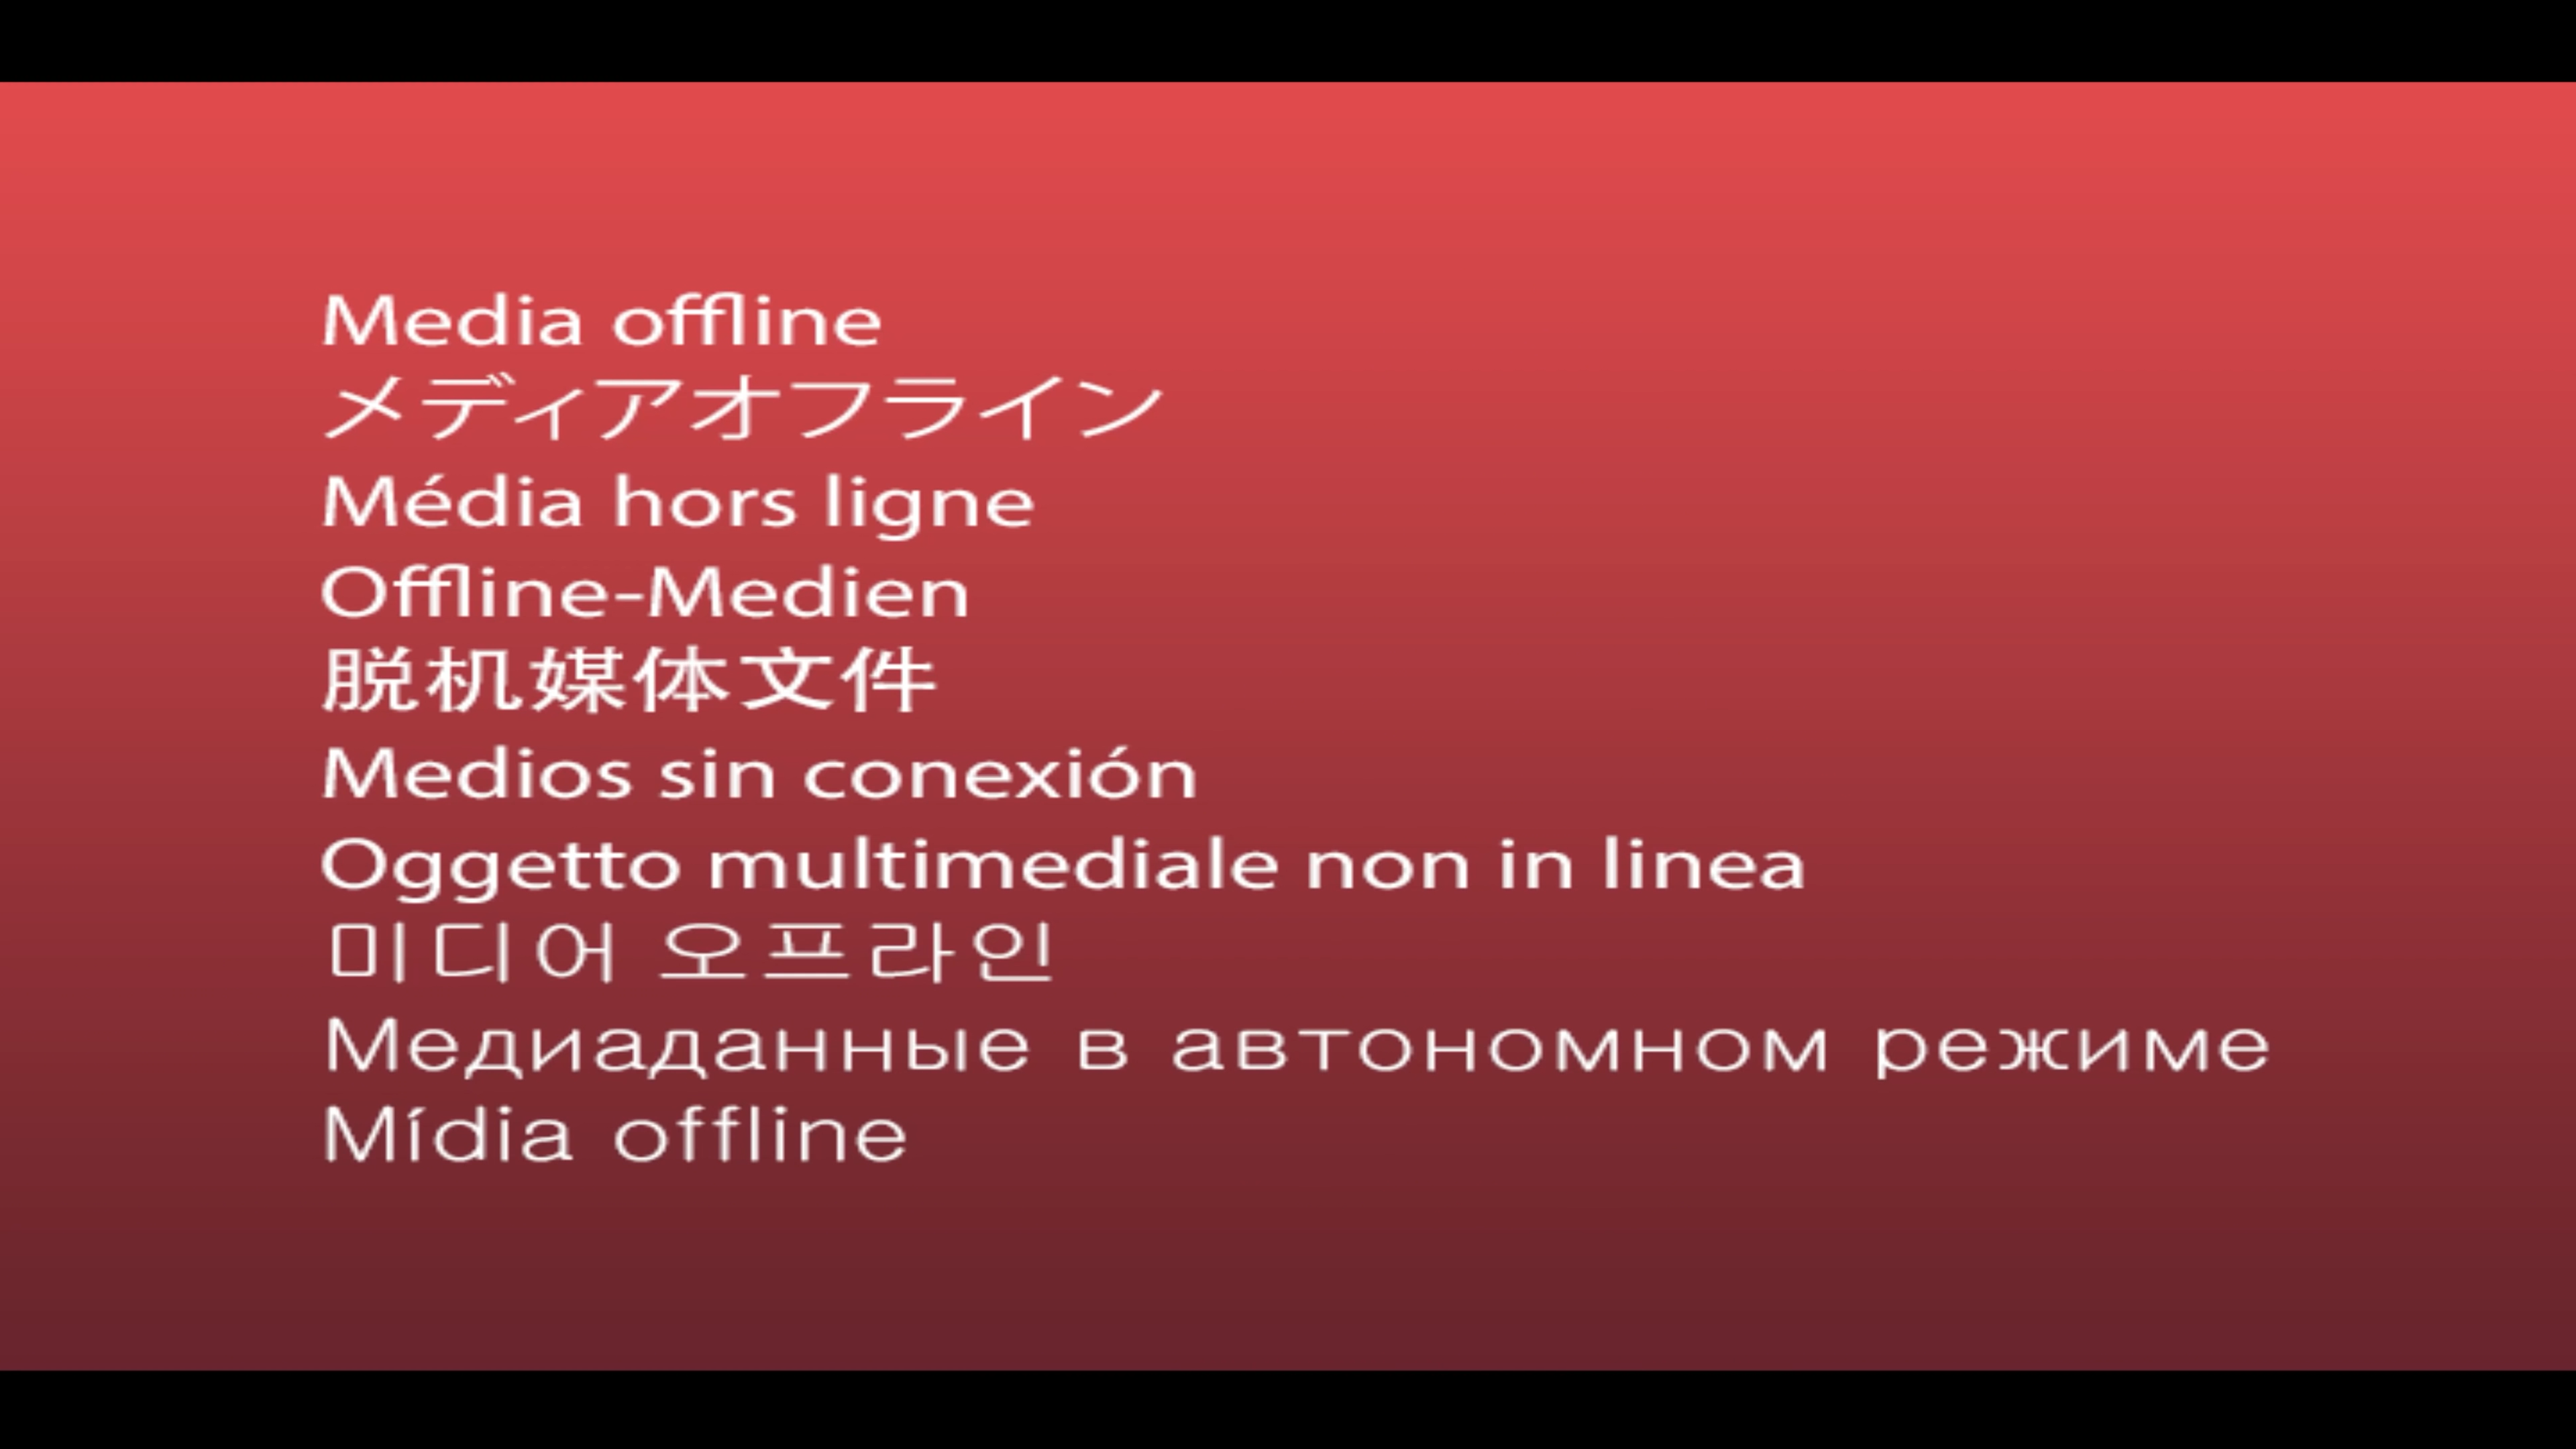 Media offline
メディアオフライン
Média hors ligne
Offline-Medien
脱机媒体文件
Medios sin conexión
Oggetto multimediale non in linea
미디어 오프라인
Медиаданные в автономном режиме
Mídia offline